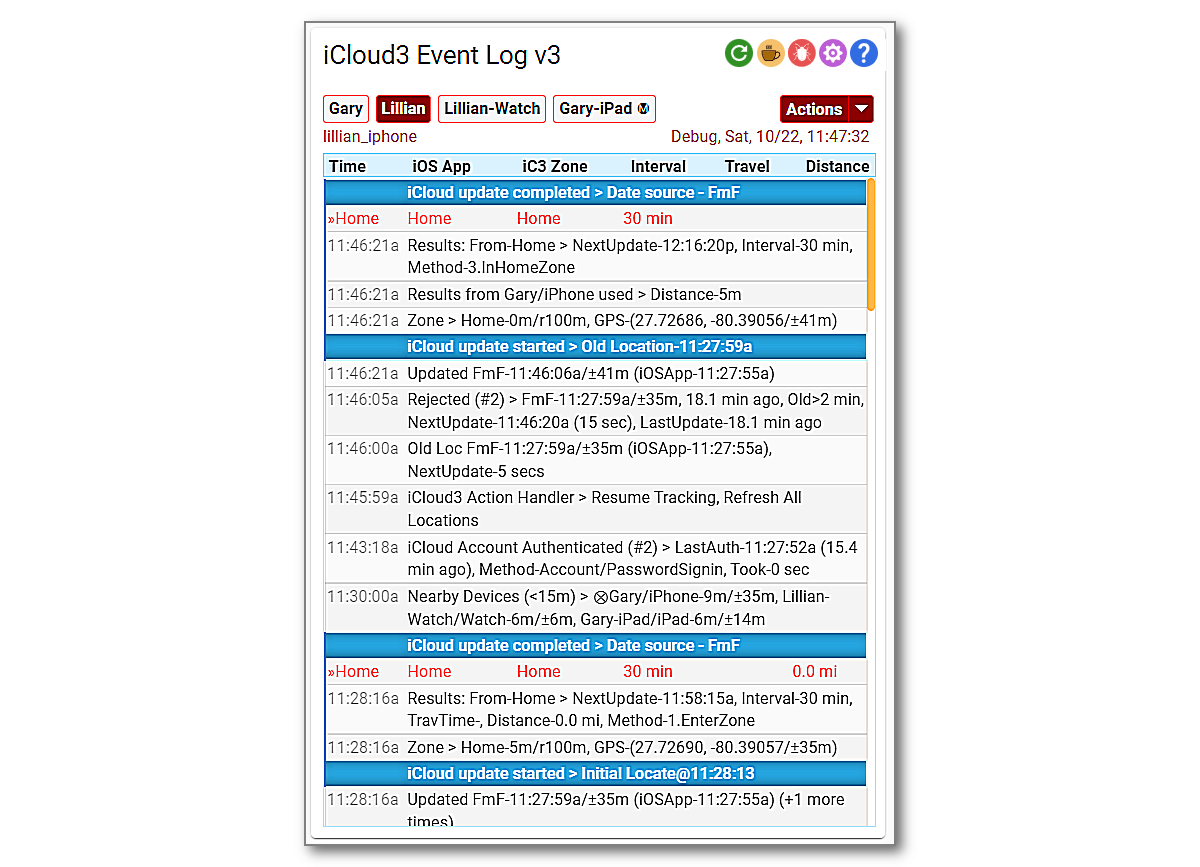 iCloud3 Event Log v3
?
Gary Lillian Lillian-Watch Gary-iPad Ⓜ Actions
lillian_iphone Debug, Sat, 10/22, 11:47:32
Time iOS App iC3 Zone Interval Travel Distance
iCloud update completed > Date source - FmF
»Home Home Home 30 min
11:46:21a Results: From-Home > NextUpdate-12:16:20p, Interval-30 min,
Method-3.InHomeZone
11:46:21a Results from Gary/iPhone used > Distance-5m
11:46:21a Zone > Home-0m/r100m, GPS-(27.72686, -80.39056/±41m)
iCloud update started > Old Location-11:27:59a
11:46:21a Updated FmF-11:46:06a/±41m (iOSApp-11:27:55a)
11:46:05a Rejected (#2) > FmF-11:27:59a/±35m, 18.1 min ago, Old>2 min,
NextUpdate-11:46:20a (15 sec), LastUpdate-18.1 min ago
11:46:00a Old Loc FmF-11:27:59a/±35m (iOSApp-11:27:55a),
NextUpdate-5 secs
11:45:59a iCloud3 Action Handler > Resume Tracking, Refresh All
Locations
11:43:18a iCloud Account Authenticated (#2) > LastAuth-11:27:52a (15.4
min ago), Method-Account/PasswordSignin, Took-0 sec
11:30:00a Nearby Devices (<15m) > ⨂Gary/iPhone-9m/±35m, Lillian-
Watch/Watch-6m/±6m, Gary-iPad/iPad-6m/±14m
iCloud update completed > Date source - FmF
»Home Home Home 30 min 0.0 mi
11:28:16a Results: From-Home > NextUpdate-11:58:15a, Interval-30 min,
TravTime-, Distance-0.0 mi, Method-1.EnterZone
11:28:16a Zone > Home-5m/r100m, GPS-(27.72690, -80.39057/±35m)
iCloud update started > Initial Locate@11:28:13
11:28:16a Updated FmF-11:27:59a/±35m (iOSApp-11:27:55a) (+1 more
times)